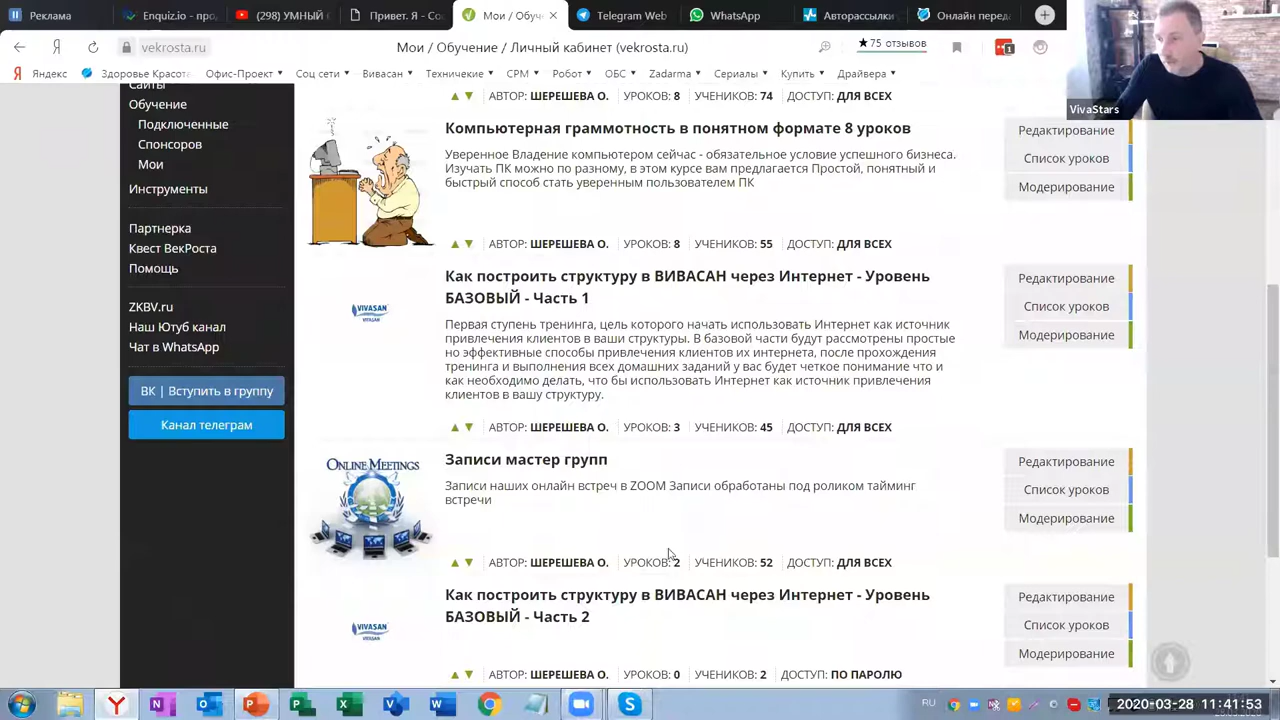 Реклама
Enquiz.io - pro
(298) УМНЫЙ
Привет. Я - Со
Мои / Обуче
Telegram Web
WhatsApp
Авторассылки
Онлайн перед
vekrosta.ru
Мои / Обучение / Личный кабинет (vekrosta.ru)
★75 отзывов
Яндекс
Здоровье Красот
Офис-Проект
Соц сети
Вивасан
Техничекие
СРМ
Робот
ОБС
Zadarma
Сериалы
Купить
Драйвера
VivaStars
Сайты
Обучение
Подключенные
Спонсоров
Мои
Инструменты
Партнерка
Квест ВекРоста
Помощь
ZKBV.ru
Наш Ютуб канал
Чат в WhatsApp
ВК | Вступить в группу
Канал телеграм
АВТОР: ШЕРЕШЕВА О. УРОКОВ: 8 УЧЕНИКОВ: 74 ДОСТУП: ДЛЯ ВСЕХ
Компьютерная граммотность в понятном формате 8 уроков
Уверенное Владение компьютером сейчас - обязательное условие успешного бизнеса.
Изучать ПК можно по разному, в этом курсе вам предлагается Простой, понятный и
быстрый способ стать уверенным пользователем ПК
АВТОР: ШЕРЕШЕВА О. УРОКОВ: 8 УЧЕНИКОВ: 55 ДОСТУП: ДЛЯ ВСЕХ
Редактирование
Список уроков
Модерирование
VIVASAN
Как построить структуру в ВИВАСАН через Интернет - Уровень
БАЗОВЫЙ - Часть 1
Первая ступень тренинга, цель которого начать использовать Интернет как источник
привлечения клиентов в ваши структуры. В базовой части будут рассмотрены простые
но эффективные способы привлечения клиентов их интернета, после прохождения
тренинга и выполнения всех домашних заданий у вас будет четкое понимание что и
как необходимо делать, что бы использовать Интернет как источник привлечения
клиентов в вашу структуру.
АВТОР: ШЕРЕШЕВА О. УРОКОВ: 3 УЧЕНИКОВ: 45 ДОСТУП: ДЛЯ ВСЕХ
Редактирование
Список уроков
Модерирование
ONLINE MEETINGS
Записи мастер групп
Записи наших онлайн встреч в ZOOM Записи обработаны под роликом тайминг
встречи
АВТОР: ШЕРЕШЕВА О. УРОКОВ: 2 УЧЕНИКОВ: 52 ДОСТУП: ДЛЯ ВСЕХ
Редактирование
Список уроков
Модерирование
VIVASAN
Как построить структуру в ВИВАСАН через Интернет - Уровень
БАЗОВЫЙ - Часть 2
АВТОР: ШЕРЕШЕВА О. УРОКОВ: 0 УЧЕНИКОВ: 2 ДОСТУП: ПО ПАРОЛЮ
Редактирование
Список уроков
Модерирование
RU
2020-03-28 11:41:53